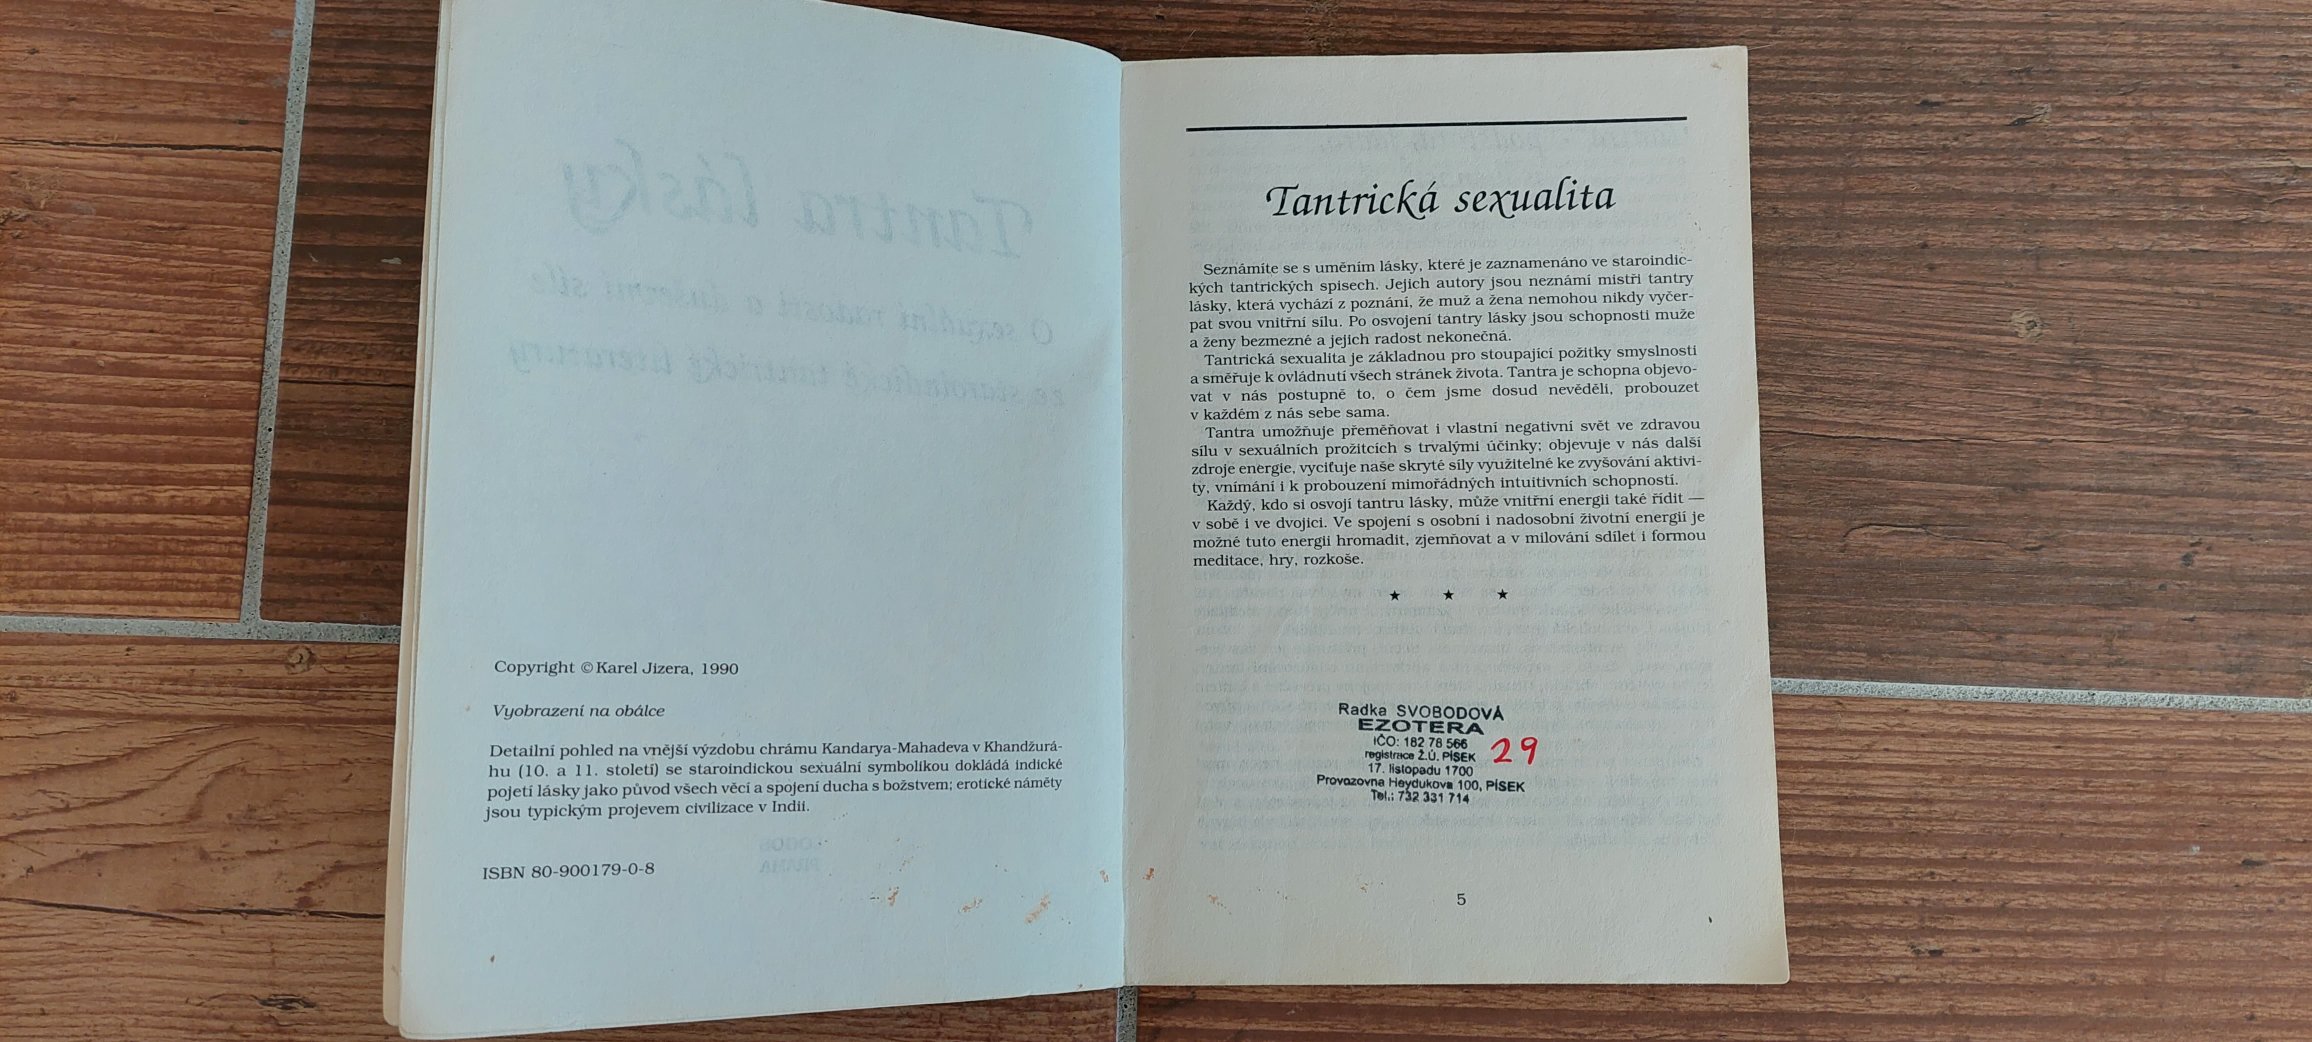 Copyright © Karel Jizera, 1990
Vyobrazení na obálce
Detailní pohled na vnější výzdobu chrámu Kandarya-Mahadeva v Khandžurá-
hu (10. a 11. století) se staroindickou sexuální symbolikou dokládá indické
pojetí lásky jako původ všech věcí a spojení ducha s božstvem; erotické náměty
jsou typickým projevem civilizace v Indii.
ISBN 80-900179-0-8
Tantrická sexualita
Seznámíte se s uměním lásky, které je zaznamenáno ve staroindic-
kých tantrických spisech. Jejich autory jsou neznámí mistři tantry
lásky, která vychází z poznání, že muž a žena nemohou nikdy vyčer-
pat svou vnitřní sílu. Po osvojení tantry lásky jsou schopnosti muže
a ženy bezmezné a jejich radost nekonečná.
Tantrická sexualita je základnou pro stoupající požitky smyslnosti
a směřuje k ovládnutí všech stránek života. Tantra je schopna objevo-
vat v nás postupně to, o čem jsme dosud nevěděli, probouzet
v každém z nás sebe sama.
Tantra umožňuje přeměňovat i vlastní negativní svět ve zdravou
sílu v sexuálních prožitcích s trvalými účinky; objevuje v nás další
zdroje energie, vyciťuje naše skryté síly využitelné ke zvyšování aktivi-
ty, vnímání i k probouzení mimořádných intuitivních schopností.
Každý, kdo si osvojí tantru lásky, může vnitřní energii také řídit —
v sobě i ve dvojici. Ve spojení s osobní i nadosobní životní energií je
možné tuto energii hromadit, zjemňovat a v milování sdílet i formou
meditace, hry, rozkoše.
★ ★ ★
Radka SVOBODOVÁ
EZOTERA
IČO: 182 78 566
registrace Ž.Ú. PÍSEK
29
17. listopadu 1700
Provozovna Heydukova 100, PÍSEK
Tel.: 732 331 714
5